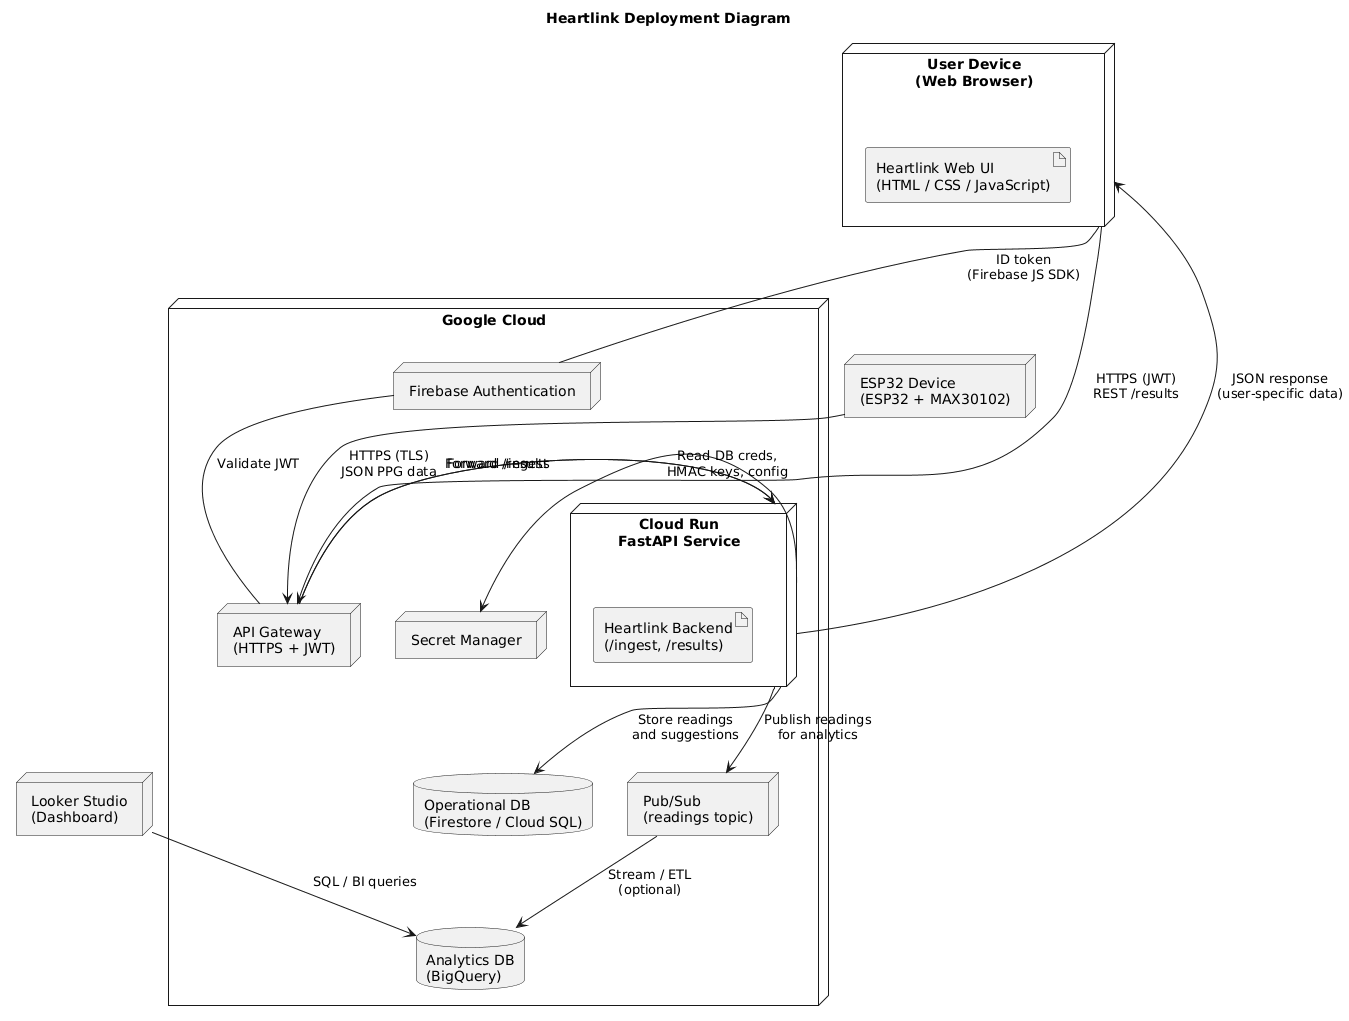 Heartlink Deployment Diagram
User Device
(Web Browser)
Heartlink Web UI
(HTML / CSS / JavaScript)
ID token
(Firebase JS SDK)
Google Cloud
Firebase Authentication
ESP32 Device
(ESP32 + MAX30102)
HTTPS (JWT)
REST /results
JSON response
(user-specific data)
Validate JWT
HTTPS (TLS)
JSON PPG data
Read DB creds,
HMAC keys, config
Cloud Run
FastAPI Service
Heartlink Backend
(/ingest, /results)
API Gateway
(HTTPS + JWT)
Secret Manager
Store readings
and suggestions
Publish readings
for analytics
Looker Studio
(Dashboard)
Operational DB
(Firestore / Cloud SQL)
Pub/Sub
(readings topic)
SQL / BI queries
Stream / ETL
(optional)
Analytics DB
(BigQuery)